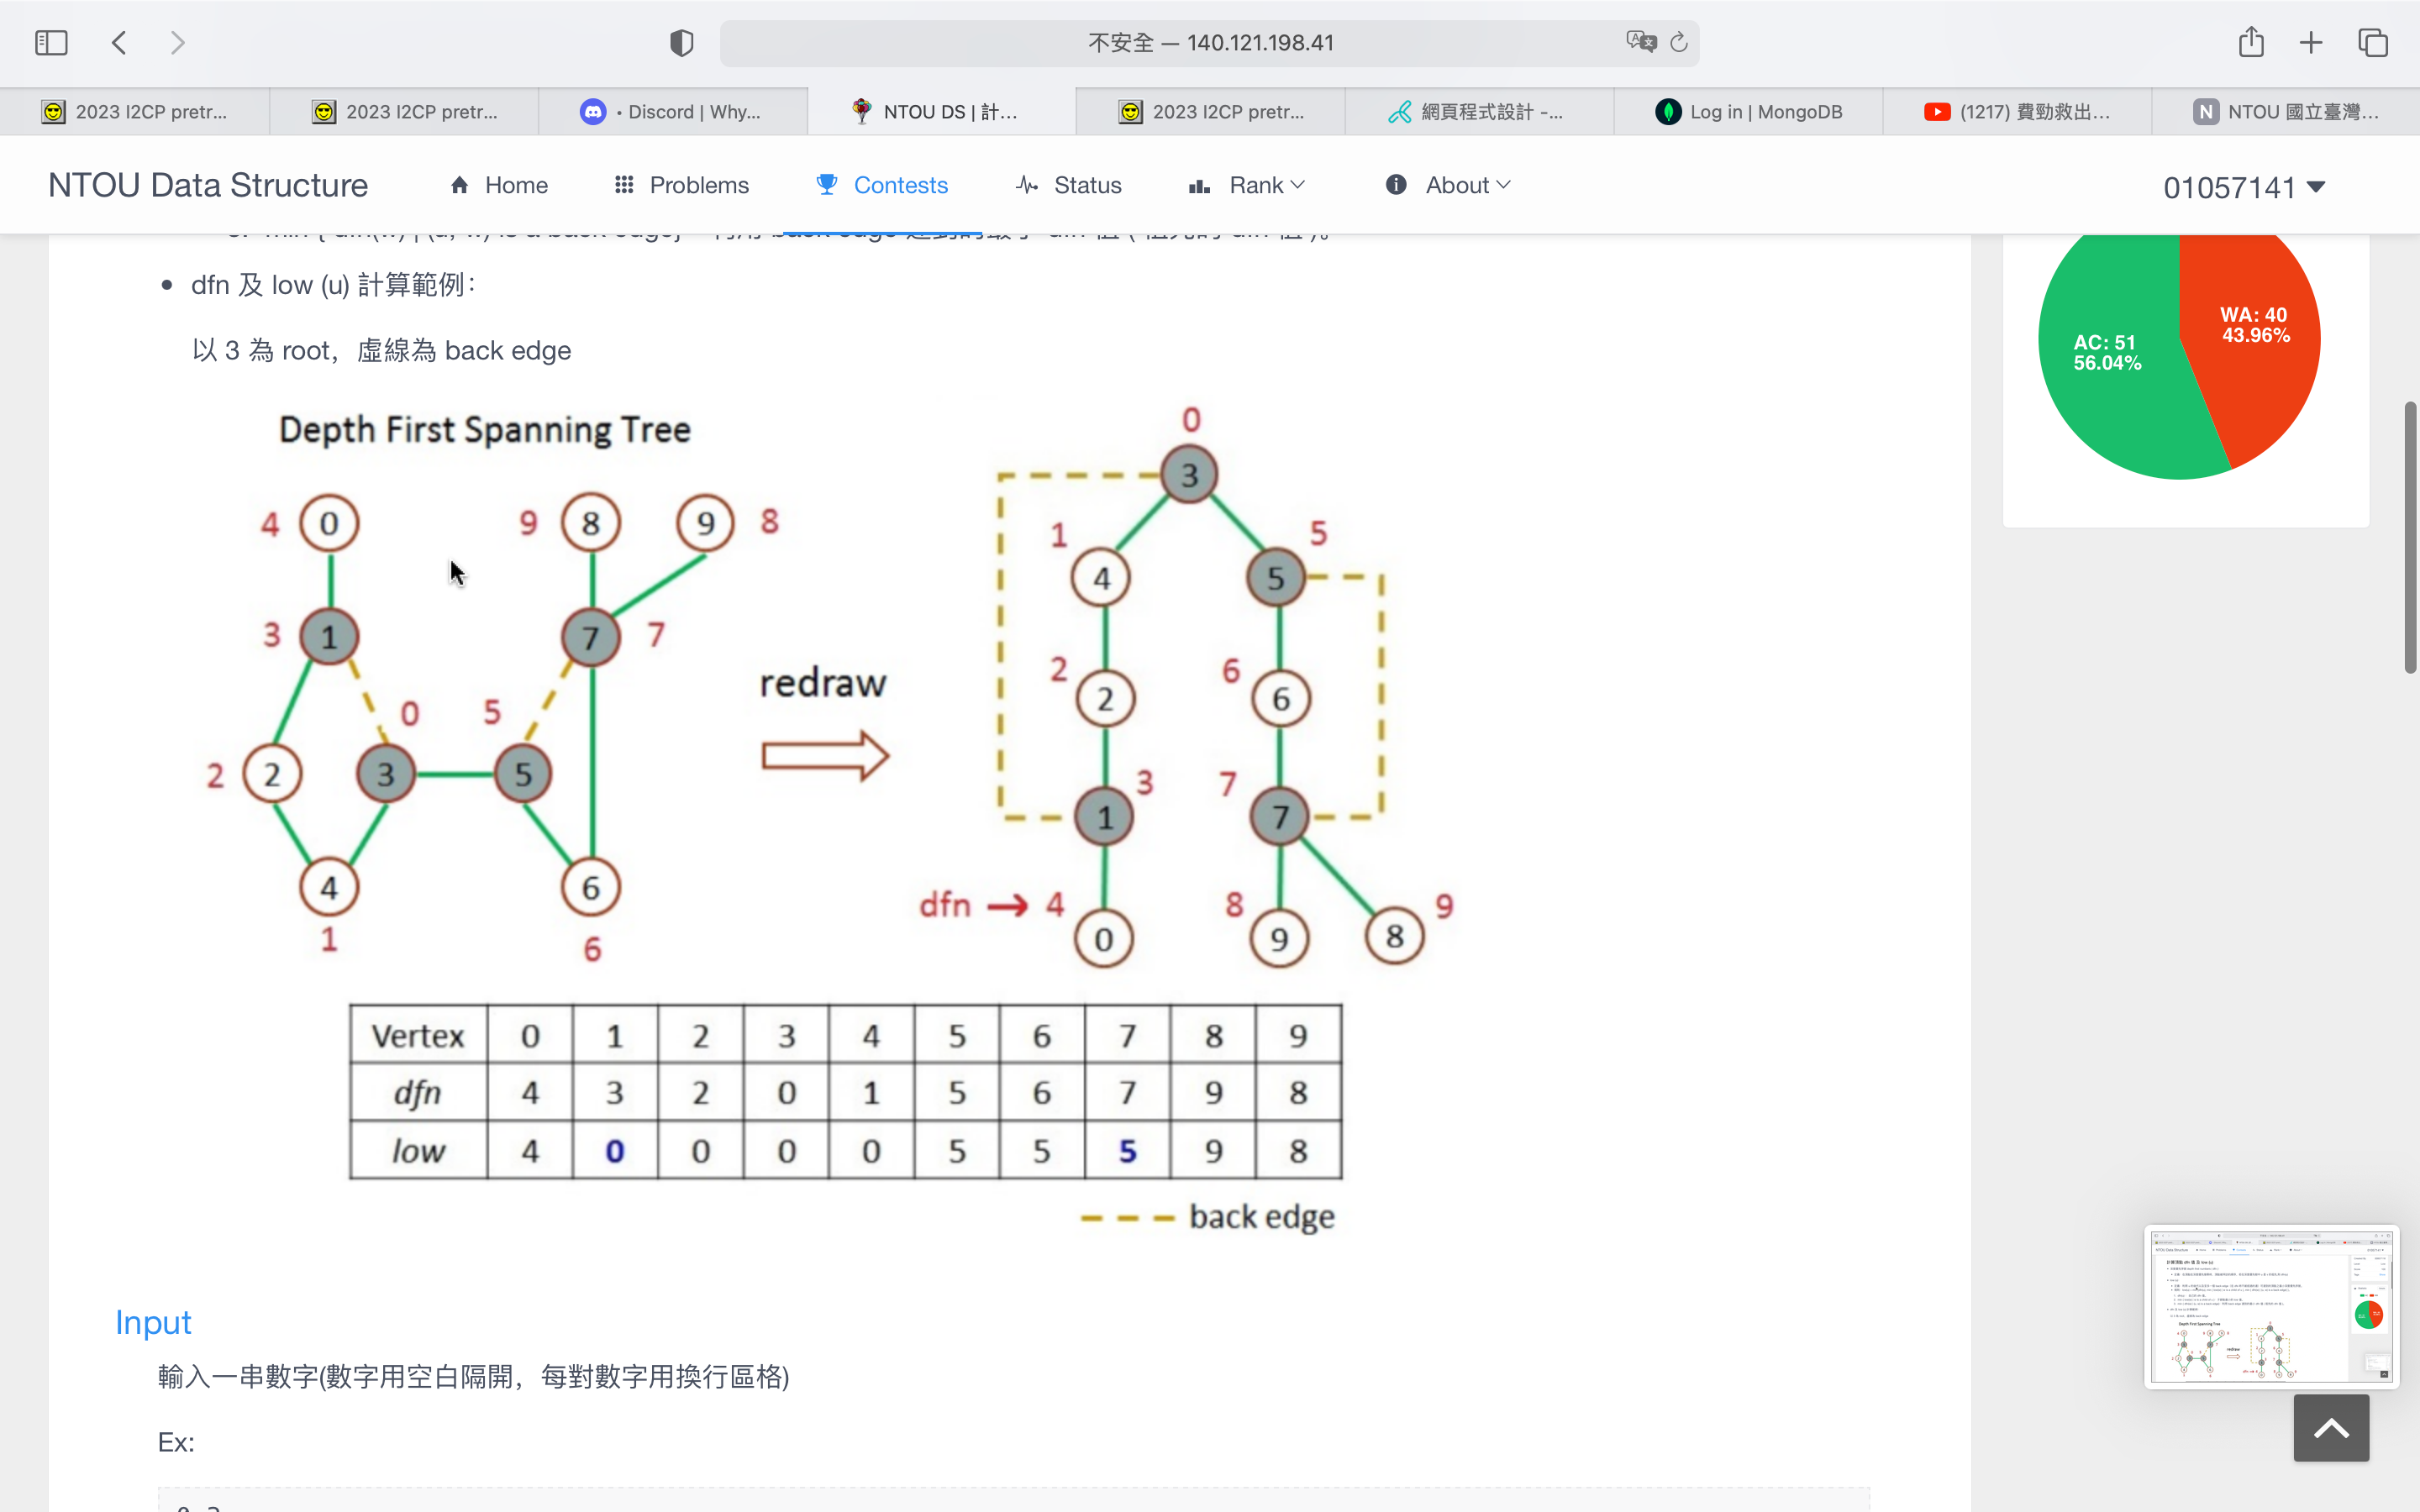 不安全 — 140.121.198.41
2023 I2CP pretr...
2023 I2CP pretr...
• Discord | Why...
NTOU DS | 計...
2023 I2CP pretr...
網頁程式設計 -...
Log in | MongoDB
(1217) 費勁救出...
N NTOU 國立臺灣...
NTOU Data Structure
Home
Problems
Contests
Status
Rank
About
01057141
• dfn 及 low (u) 計算範例：
以 3 為 root，虛線為 back edge
WA: 40
43.96%
AC: 51
56.04%
Depth First Spanning Tree
4 0 9 8 9 8
3 1 7 7
0 5
2 2 3 5
4 6
1 6
redraw
0
3
1 5
4 5
2 6
2 6
3 7
1 7
dfn → 4 8 9
0 9 8
Vertex 0 1 2 3 4 5 6 7 8 9
dfn 4 3 2 0 1 5 6 7 9 8
low 4 0 0 0 0 5 5 5 9 8
back edge
Input
輸入一串數字(數字用空白隔開，每對數字用換行區格)
Ex: